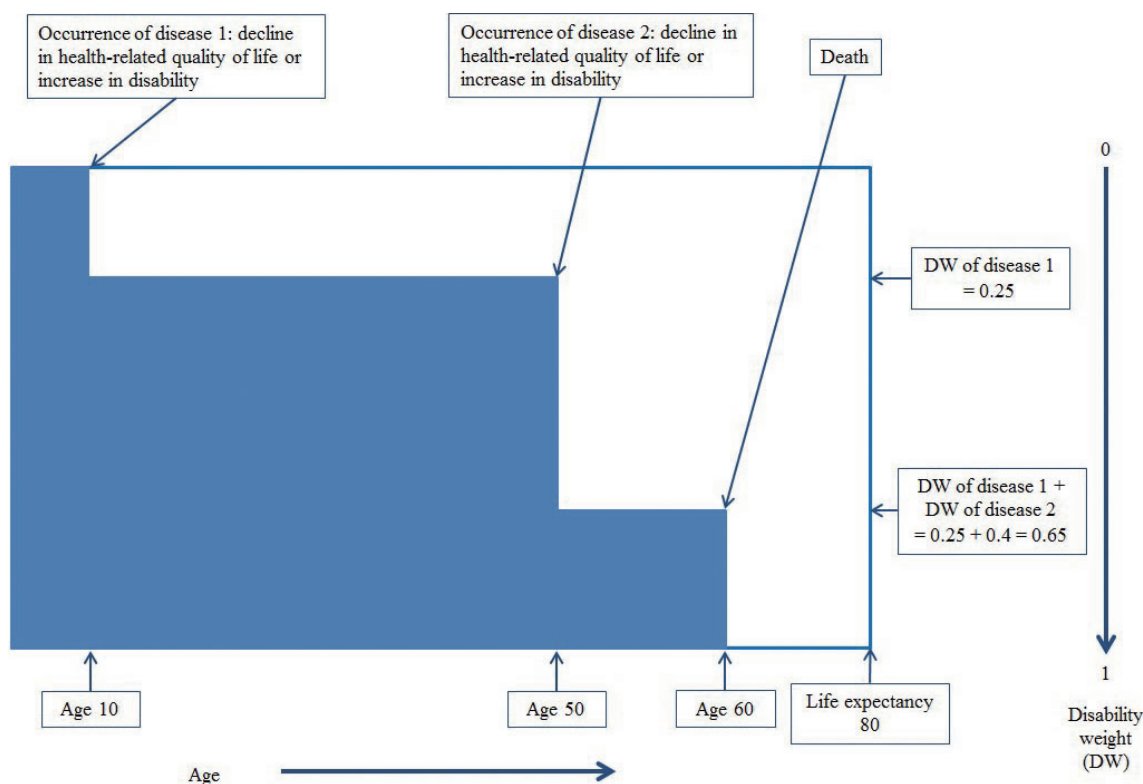 Occurrence of disease 1: decline
in health-related quality of life or
increase in disability
Occurrence of disease 2: decline in
health-related quality of life or
increase in disability
Death
0
DW of disease 1
= 0.25
DW of disease 1 +
DW of disease 2
= 0.25 + 0.4 = 0.65
1
Disability
weight
(DW)
Age 10
Age 50
Age 60
Life expectancy
80
Age